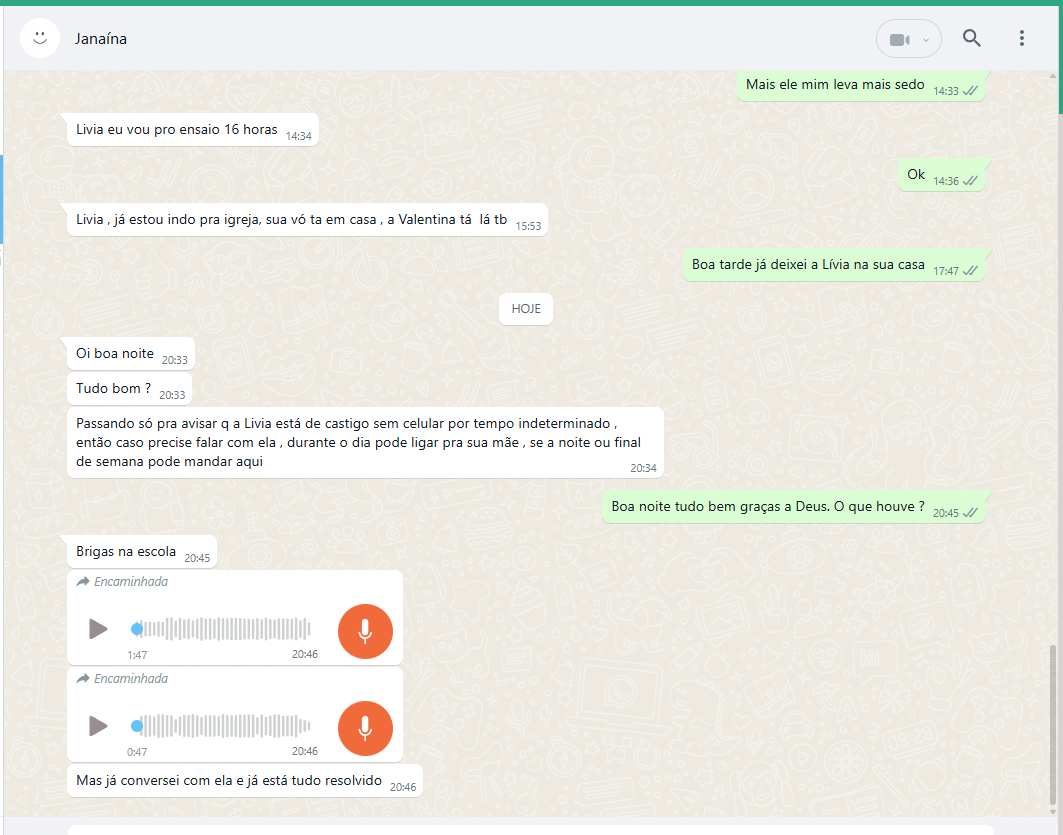 Janaína
Mais ele mim leva mais sedo 14:33
Livia eu vou pro ensaio 16 horas 14:34
Ok 14:36
Livia , já estou indo pra igreja, sua vó ta em casa , a Valentina tá lá tb 15:53
Boa tarde já deixei a Lívia na sua casa 17:47
HOJE
Oi boa noite 20:33
Tudo bom ? 20:33
Passando só pra avisar q a Livia está de castigo sem celular por tempo indeterminado ,
então caso precise falar com ela , durante o dia pode ligar pra sua mãe , se a noite ou final
de semana pode mandar aqui
20:34
Boa noite tudo bem graças a Deus. O que houve ? 20:45
Brigas na escola 20:45
Encaminhada
1:47 20:46
Encaminhada
0:47 20:46
Mas já conversei com ela e já está tudo resolvido 20:46